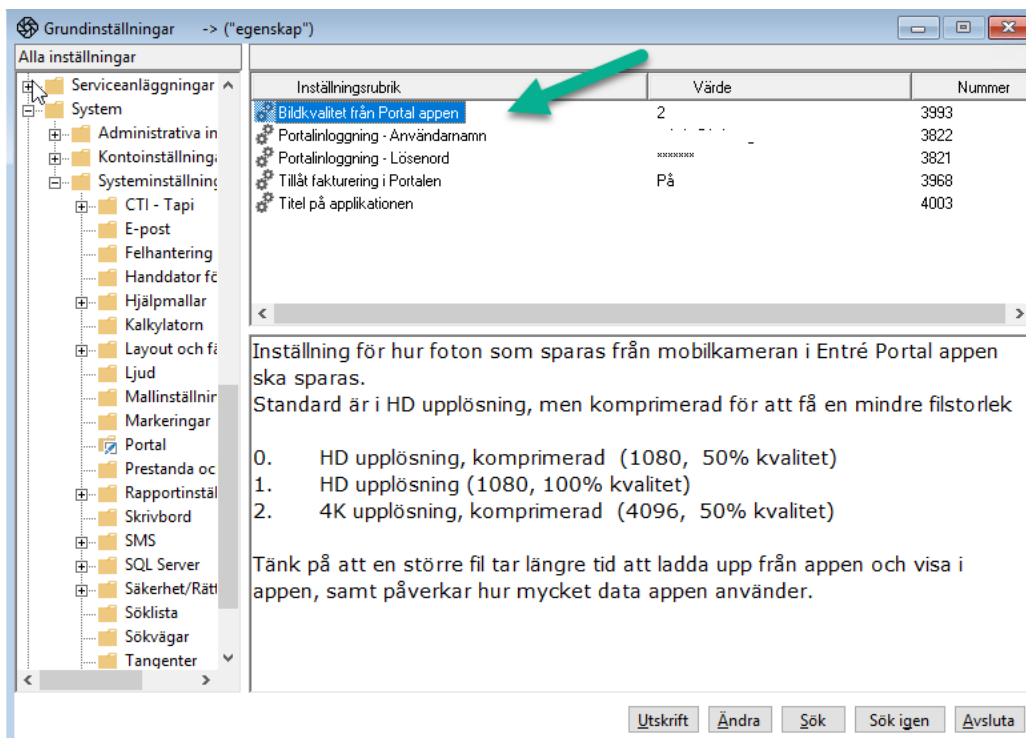 Grundinställningar -> ("egenskap")
Alla inställningar
Serviceanläggningar
System
Administrativa in
Kontoinställninga
Systeminställning
CTI - Tapi
E-post
Felhantering
Handdator fö
Hjälpmallar
Kalkylatorn
Layout och fä
Ljud
Mallinställnin
Markeringar
Portal
Prestanda oc
Rapportinstäl
Skrivbord
SMS
SQL Server
Säkerhet/Rätt
Söklista
Sökvägar
Tangenter
Inställningsrubrik Värde Nummer
Bildkvalitet från Portal appen 2 3993
Portalinloggning - Användarnamn 3822
Portalinloggning - Lösenord ******* 3821
Tillåt fakturering i Portalen På 3968
Titel på applikationen 4003
Inställning för hur foton som sparas från mobilkameran i Entré Portal appen
ska sparas.
Standard är i HD upplösning, men komprimerad för att få en mindre filstorlek
0. HD upplösning, komprimerad (1080, 50% kvalitet)
1. HD upplösning (1080, 100% kvalitet)
2. 4K upplösning, komprimerad (4096, 50% kvalitet)
Tänk på att en större fil tar längre tid att ladda upp från appen och visa i
appen, samt påverkar hur mycket data appen använder.
Utskrift Ändra Sök Sök igen Avsluta